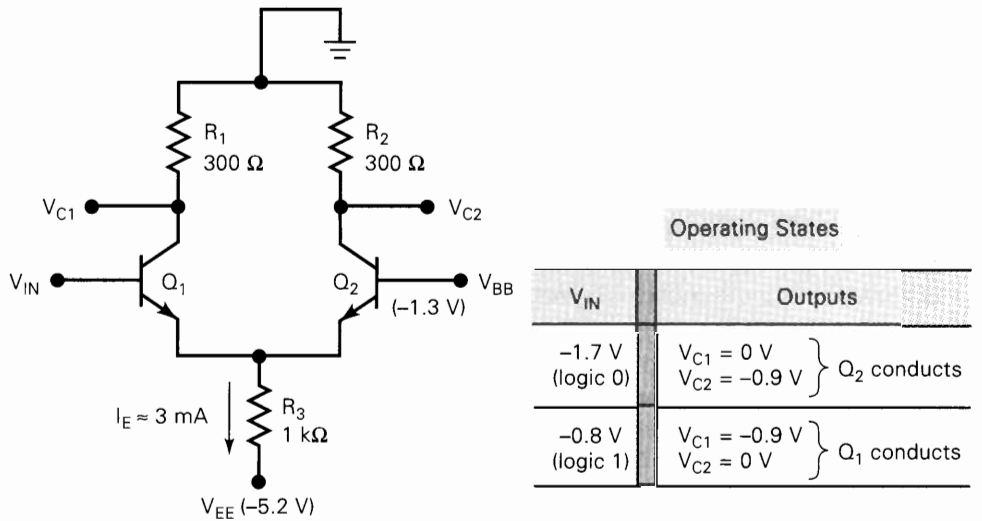 R1
300 Ω
R2
300 Ω
VC1
VC2
VIN
Q1
Q2
VBB
(–1.3 V)
IE ≈ 3 mA
R3
1 kΩ
VEE (–5.2 V)
Operating States
VIN
Outputs
–1.7 V
(logic 0)
VC1 = 0 V
VC2 = –0.9 V
Q2 conducts
–0.8 V
(logic 1)
VC1 = –0.9 V
VC2 = 0 V
Q1 conducts